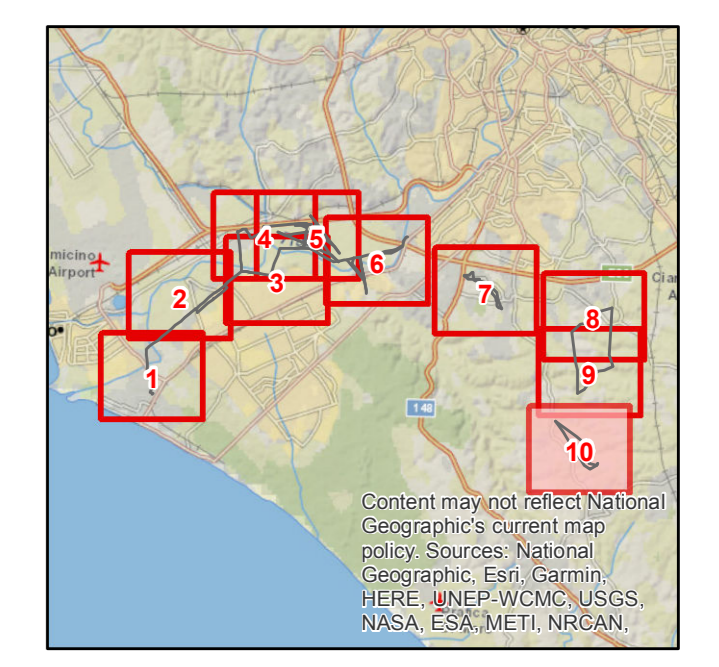 micino
Airport
4
5
6
2
3
7
Cian
A
8
1
9
148
10
Content may not reflect National
Geographic's current map
policy. Sources: National
Geographic, Esri, Garmin,
HERE, UNEP-WCMC, USGS,
NASA, ESA, METI, NRCAN,